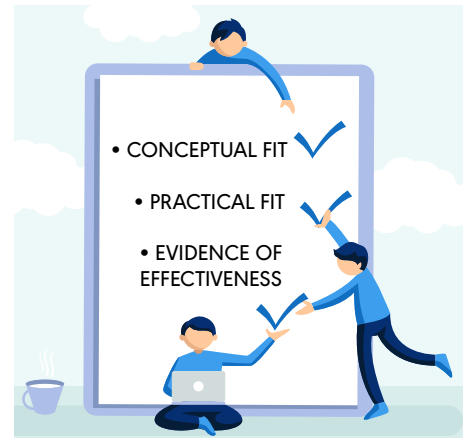 • CONCEPTUAL FIT
• PRACTICAL FIT
• EVIDENCE OF
EFFECTIVENESS